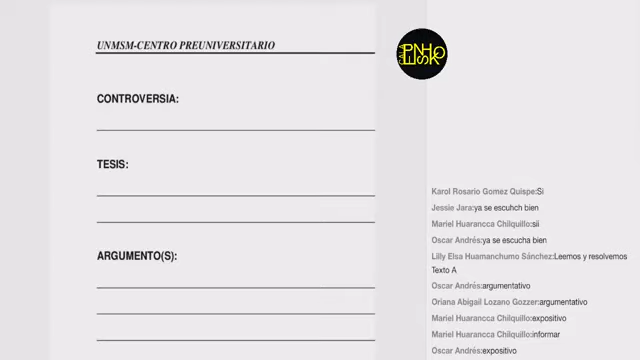 UNMSM-CENTRO PREUNIVERSITARIO
CONTROVERSIA:
TESIS:
ARGUMENTO(S):
Karol Rosario Gomez Quispe:Si
Jessie Jara:ya se escuhch bien
Mariel Huarancca Chilquillo:sii
Oscar Andrés:ya se escucha bien
Lilly Elsa Huamanchumo Sánchez:Leemos y resolvemos
Texto A
Oscar Andrés:argumentativo
Oriana Abigail Lozano Gozzer:argumentativo
Mariel Huarancca Chilquillo:expositivo
Mariel Huarancca Chilquillo:informar
Oscar Andrés:expositivo